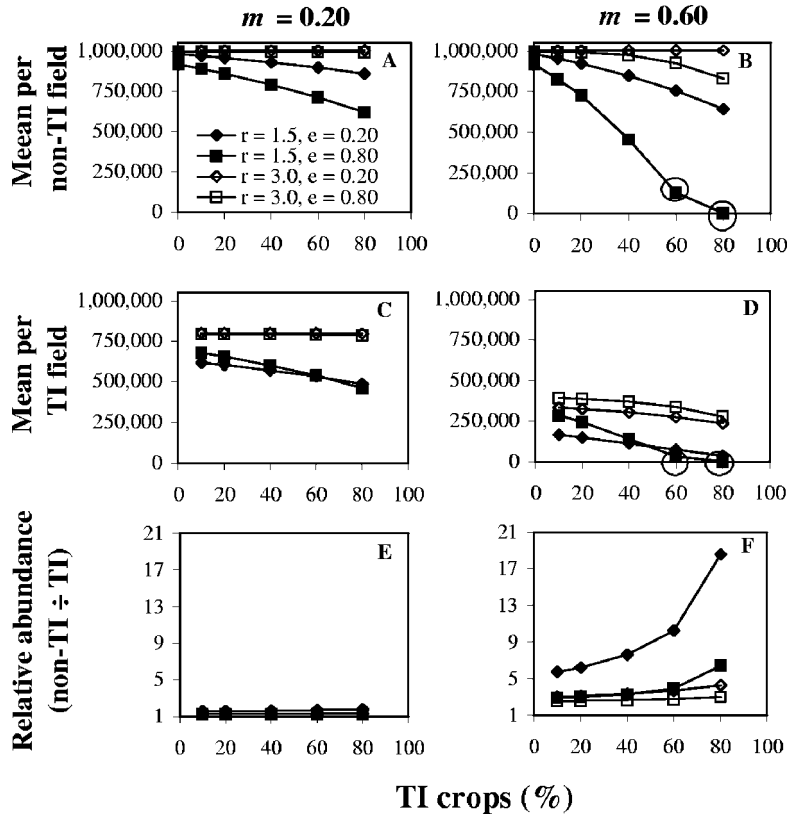 m = 0.20
m = 0.60
Meean per
non-TI field
1,000,000
750,000
500,000
250,000
0
A
r = 1.5, e = 0.20
r = 1.5, e = 0.80
r = 3.0, e = 0.20
r = 3.0, e = 0.80
0 20 40 60 80 100
1,000,000
750,000
500,000
250,000
0
B
0 20 40 60 80 100
Mean per
TI field
1,000,000
750,000
500,000
250,000
0
C
0 20 40 60 80 100
1,000,000
750,000
500,000
250,000
0
D
0 20 40 60 80 100
Relative abundance
(non-TI ÷ TI)
21
17
13
9
5
1
E
0 20 40 60 80 100
21
17
13
9
5
1
F
0 20 40 60 80 100
TI crops (%)